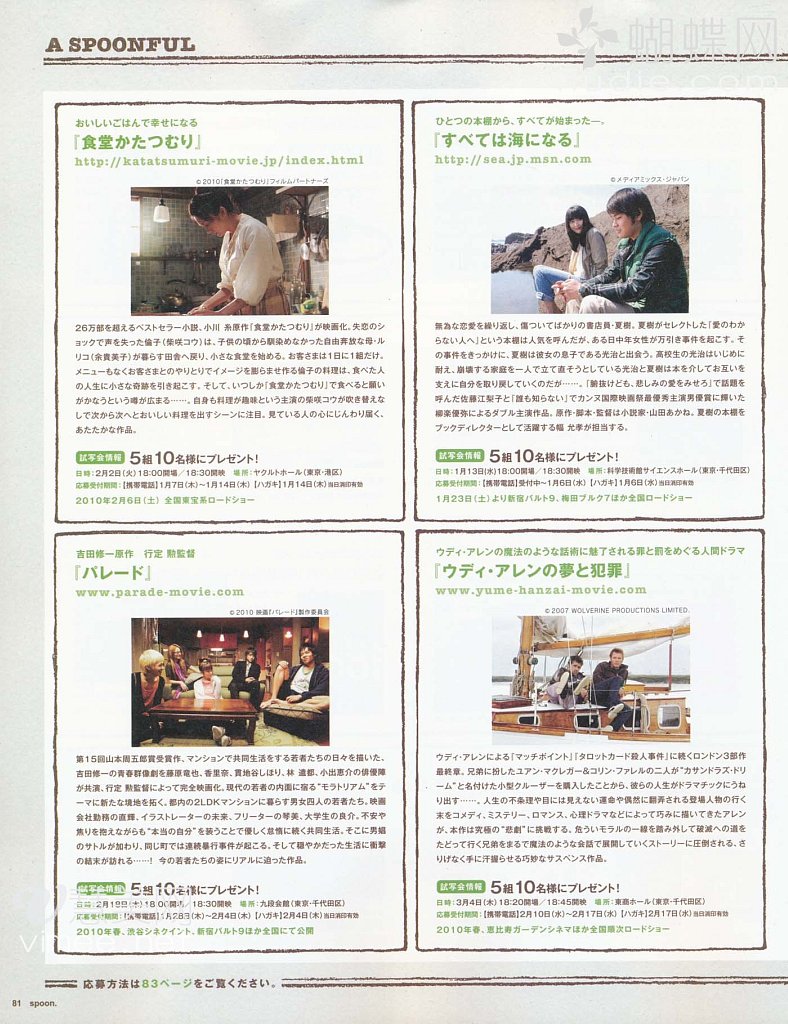 A SPOONFUL
蝴蝶网
おいしいごはんで幸せになる
『食堂かたつむり』
http://katatsumuri-movie.jp/index.html
©2010「食堂かたつむり」フィルムパートナーズ
26万部を超えるベストセラー小説、小川 糸原作『食堂かたつむり』が映画化。失恋のシ
ョックで声を失った倫子(柴咲コウ)は、子供の頃から馴染めなかった自由奔放な母・ル
リコ(余貴美子)が暮らす田舎へ戻り、小さな食堂を始める。お客さまは1日に1組だけ。
メニューもなくお客さまとのやりとりでイメージを膨らませ作る倫子の料理は、食べた人
の人生に小さな奇跡を引き起こす。そして、いつしか「食堂かたつむり」で食べると願い
がかなうという噂が広まる……。自身も料理が趣味という主演の柴咲コウが吹き替えな
しで次から次へとおいしい料理を出すシーンに注目。見ている人の心にじんわり届く、
あたたかな作品。
試写会情報 5組10名様にプレゼント!
日時:2月2日(火)18:00開場/18:30開映 場所:ヤクルトホール(東京・港区)
応募受付期間:【携帯電話】1月7日(木)〜1月14日(木)【ハガキ】1月14日(木)当日消印有効
2010年2月6日(土) 全国東宝系ロードショー
ひとつの本棚から、すべてが始まった―。
『すべては海になる』
http://sea.jp.msn.com
©メディアミックス・ジャパン
無為な恋愛を繰り返し、傷ついてばかりの書店員・夏樹。夏樹がセレクトした『愛のわか
らない人へ』という本棚は人気を呼んだが、ある日中年女性が万引き事件を起こす。そ
の事件をきっかけに、夏樹は彼女の息子である光治と出会う。高校生の光治はいじめに
耐え、崩壊する家庭を一人で立て直そうとしている光治と夏樹は本を介してお互いを
支えに自分を取り戻していくのだが……。『腑抜けども、悲しみの愛をみせろ』で話題を
呼んだ佐藤江梨子と『誰も知らない』でカンヌ国際映画祭最優秀主演男優賞に輝いた
柳楽優弥によるダブル主演作品。原作・脚本・監督は小説家・山田あかね。夏樹の本棚を
ブックディレクターとして活躍する幅 允孝が担当する。
試写会情報 5組10名様にプレゼント!
日時:1月13日(水)18:00開場/18:30開映 場所:科学技術館サイエンスホール(東京・千代田区)
応募受付期間:【携帯電話】受付中〜1月6日(水)【ハガキ】1月6日(水)当日消印有効
1月23日(土)より新宿バルト9、梅田ブルク7ほか全国ロードショー
吉田修一原作 行定 勲監督
『パレード』
www.parade-movie.com
©2010 映画『パレード』製作委員会
第15回山本周五郎賞受賞作、マンションで共同生活をする若者たちの日々を描いた、
吉田修一の青春群像劇を藤原竜也、香里奈、貫地谷しほり、林 遣都、小出恵介の俳優陣
が共演、行定 勲監督によって完全映画化。現代の若者の内面に宿る“モラトリアム”をテ
ーマに新たな境地を拓く。都内の2LDKマンションに暮らす男女四人の若者たち。映画
会社勤務の直輝、イラストレーターの未来、フリーターの琴美、大学生の良介。不安や
焦りを抱えながらも“本当の自分”を装うことで優しく怠惰に続く共同生活。そこに男娼
のサトルが加わり、同じ町では連続暴行事件が起こる。そして穏やかだった生活に衝撃
の結末が訪れる……! 今の若者たちの姿にリアルに迫った作品。
試写会情報 5組10名様にプレゼント!
日時:2月18日(木)18:00開場/18:30開映 場所:九段会館(東京・千代田区)
応募受付期間:【携帯電話】1月28日(木)〜2月4日(木)【ハガキ】2月4日(木)当日消印有効
2010年春、渋谷シネクイント、新宿バルト9ほか全国にて公開
ウディ・アレンの魔法のような話術に魅了される罪と罰をめぐる人間ドラマ
『ウディ・アレンの夢と犯罪』
www.yume-hanzai-movie.com
©2007 WOLVERINE PRODUCTIONS LIMITED.
ウディ・アレンによる『マッチポイント』『タロットカード殺人事件』に続くロンドン3部作
最終章。兄弟に扮したユアン・マクレガー&コリン・ファレルの二人が“カサンドラズ・ドリ
ーム”と名付けた小型クルーザーを購入したことから、彼らの人生がドラマチックにうね
り出す……。人生の不条理や目には見えない運命や偶然に翻弄される登場人物の行く
末をコメディ、ミステリー、ロマンス、心理ドラマなどによって巧みに描いてきたアレン
が、本作は究極の“悲劇”に挑戦する。危ういモラルの一線を踏み外して破滅への道を
たどって行く兄弟をまるで魔法のような会話で展開していくストーリーに圧倒される、さ
りげなく手に汗握らせる巧妙なサスペンス作品。
試写会情報 5組10名様にプレゼント!
日時:3月4日(木)18:20開場/18:45開映 場所:東商ホール(東京・千代田区)
応募受付期間:【携帯電話】2月10日(水)〜2月17日(水)【ハガキ】2月17日(水)当日消印有効
2010年春、恵比寿ガーデンシネマほか全国順次ロードショー
応募方法は83ページをご覧ください。
81 spoon.